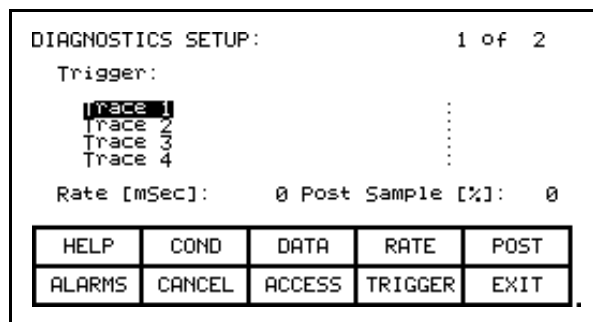 DIAGNOSTICS SETUP: 1 of 2
Trigger:
Trace 1 :
Trace 2 :
Trace 3 :
Trace 4 :
Rate [mSec]: 0 Post Sample [%]: 0
HELP COND DATA RATE POST
ALARMS CANCEL ACCESS TRIGGER EXIT